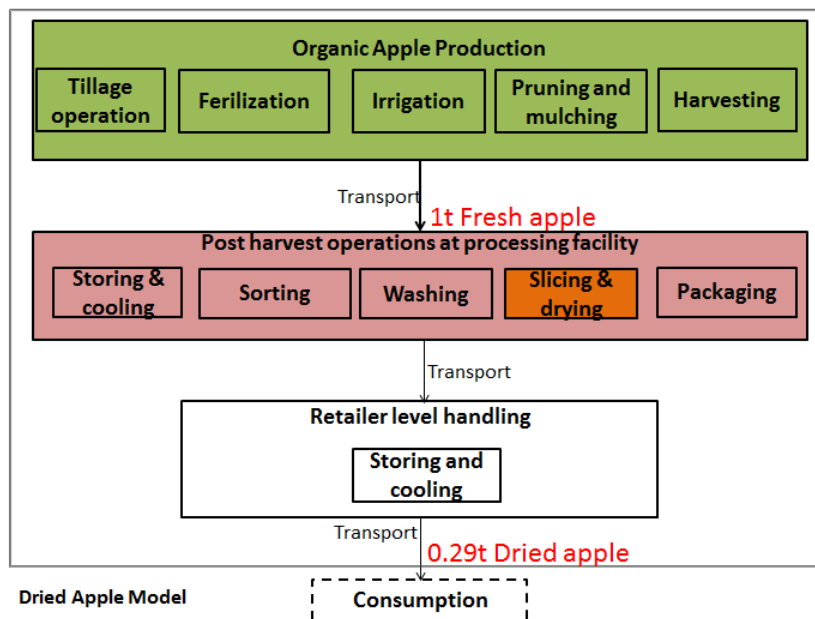 Organic Apple Production
Tillage
operation
Ferilization
Irrigation
Pruning and
mulching
Harvesting
Transport
1t Fresh apple
Post harvest operations at processing facility
Storing &
cooling
Sorting
Washing
Slicing &
drying
Packaging
Transport
Retailer level handling
Storing and
cooling
Transport
0.29t Dried apple
Dried Apple Model
Consumption